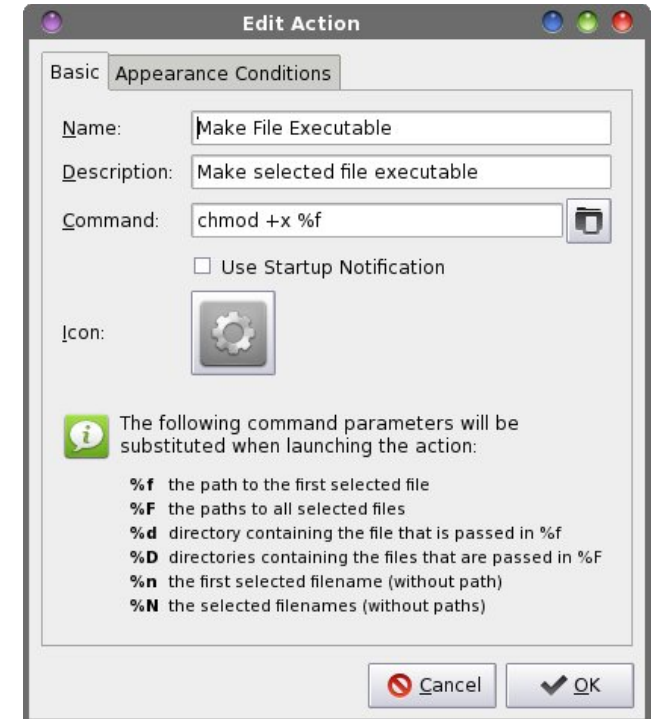 Edit Action
Basic
Appearance Conditions
Name:
Make File Executable
Description:
Make selected file executable
Command:
chmod +x %f
Use Startup Notification
Icon:
The following command parameters will be
substituted when launching the action:
%f the path to the first selected file
%F the paths to all selected files
%d directory containing the file that is passed in %f
%D directories containing the files that are passed in %F
%n the first selected filename (without path)
%N the selected filenames (without paths)
Cancel
OK